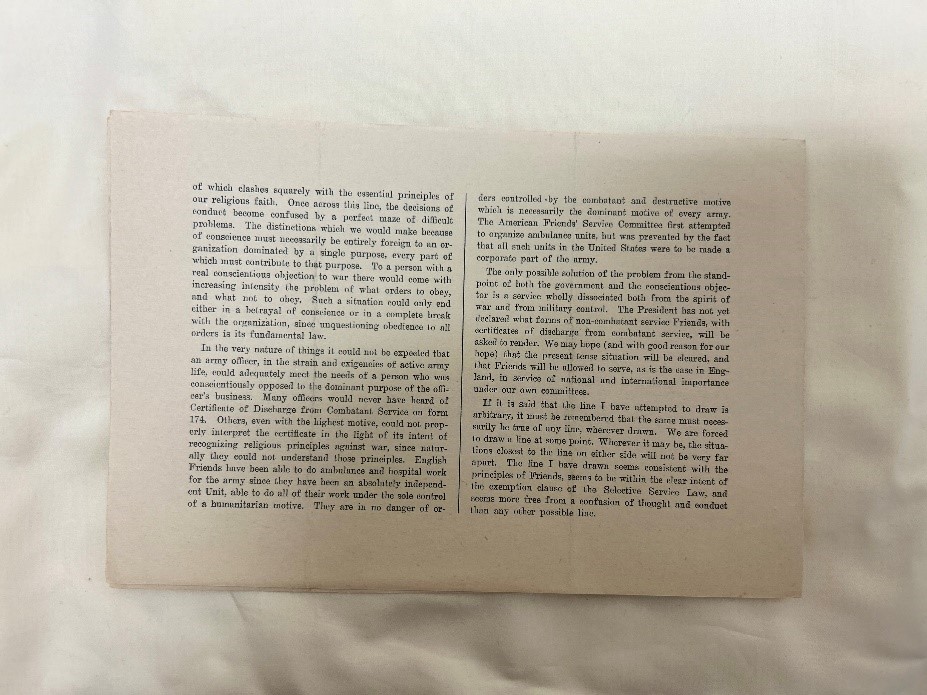 of which clashes squarely with the essential principles of
our religious faith. Once across this line, the decisions of
conduct become confused by a perfect maze of difficult
problems. The distinctions which we would make because
of conscience must necessarily be entirely foreign to an or-
ganization dominated by a single purpose, every part of
which must contribute to that purpose. To a person with a
real conscientious objection to war there would come with
increasing intensity the problem of what orders to obey,
and what not to obey. Such a situation could only end
either in a betrayal of conscience or in a complete break
with the organization, since unquestioning obedience to all
orders is its fundamental law.
In the very nature of things it could not be expected that
an army officer, in the strain and exigencies of active army
life, could adequately meet the needs of a person who was
conscientiously opposed to the dominant purpose of the offi-
cer's business. Many officers would never have heard of
Certificate of Discharge from Combatant Service on form
174. Others, even with the highest motive, could not prop-
erly interpret the certificate in the light of its intent of
recognizing religious principles against war, since natur-
ally they could not understand those principles. English
Friends have been able to do ambulance and hospital work
for the army since they have been an absolutely independ-
ent Unit, able to do all of their work under the sole control
of a humanitarian motive. They are in no danger of or-
ders controlled by the combatant and destructive motive
which is necessarily the dominant motive of every army.
The American Friends' Service Committee first attempted
to organize ambulance units, but was prevented by the fact
that all such units in the United States were to be made a
corporate part of the army.
The only possible solution of the problem from the stand-
point of both the government and the conscientious objec-
tor is a service wholly dissociated both from the spirit of
war and from military control. The President has not yet
declared what forms of non-combatant service Friends, with
certificates of discharge from combatant service, will be
asked to render. We may hope (and with good reason for our
hope) that the present tense situation will be cleared, and
that Friends will be allowed to serve, as is the case in Eng-
land, in service of national and international importance
under our own committees.
If it is said that the line I have attempted to draw is
arbitrary, it must be remembered that the same must neces-
sarily be true of any line, wherever drawn. We are forced
to draw a line at some point. Wherever it may be, the situa-
tions closest to the line on either side will not be very far
apart. The line I have drawn seems consistent with the
principles of Friends, seems to be within the clear intent of
the exemption clause of the Selective Service Law, and
seems more free from a confusion of thought and conduct
than any other possible line.